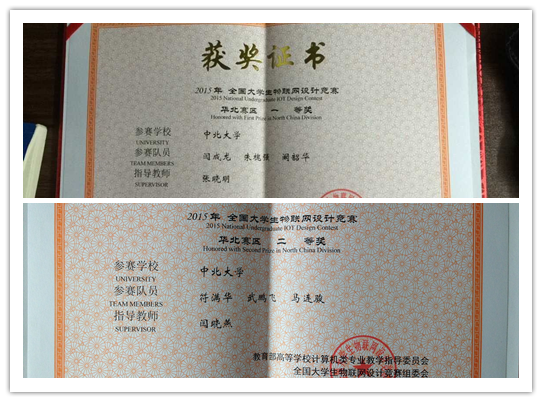 获奖证书
2015年 全国大学生物联网设计竞赛
2015 National Undergraduate IOT Design Contest
华北赛区 一 等奖
Honored with First Prize in North China Division
参赛学校 中北大学
UNIVERSITY
参赛队员 闫成龙 朱槐 阚韶华
TEAM MEMBERS
指导教师 张晓明
SUPERVISOR
2015年 全国大学生物联网设计竞赛
2015 National Undergraduate IOT Design Contest
华北赛区 二 等奖
Honored with Second Prize in North China Division
参赛学校 中北大学
UNIVERSITY
参赛队员 符满华 武鹏飞 马连骏
TEAM MEMBERS
指导教师 闫晓燕
SUPERVISOR
教育部高等学校计算机类专业教学指导委员会
全国大学生物联网设计竞赛组委会